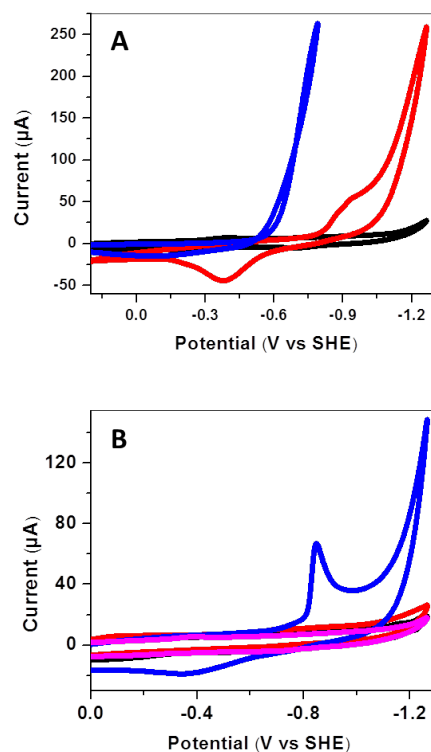 A
250
200
150
100
50
0
-50
Current (µA)
0.0 -0.3 -0.6 -0.9 -1.2
Potential (V vs SHE)
B
120
80
40
0
Current (µA)
0.0 -0.4 -0.8 -1.2
Potential (V vs SHE)